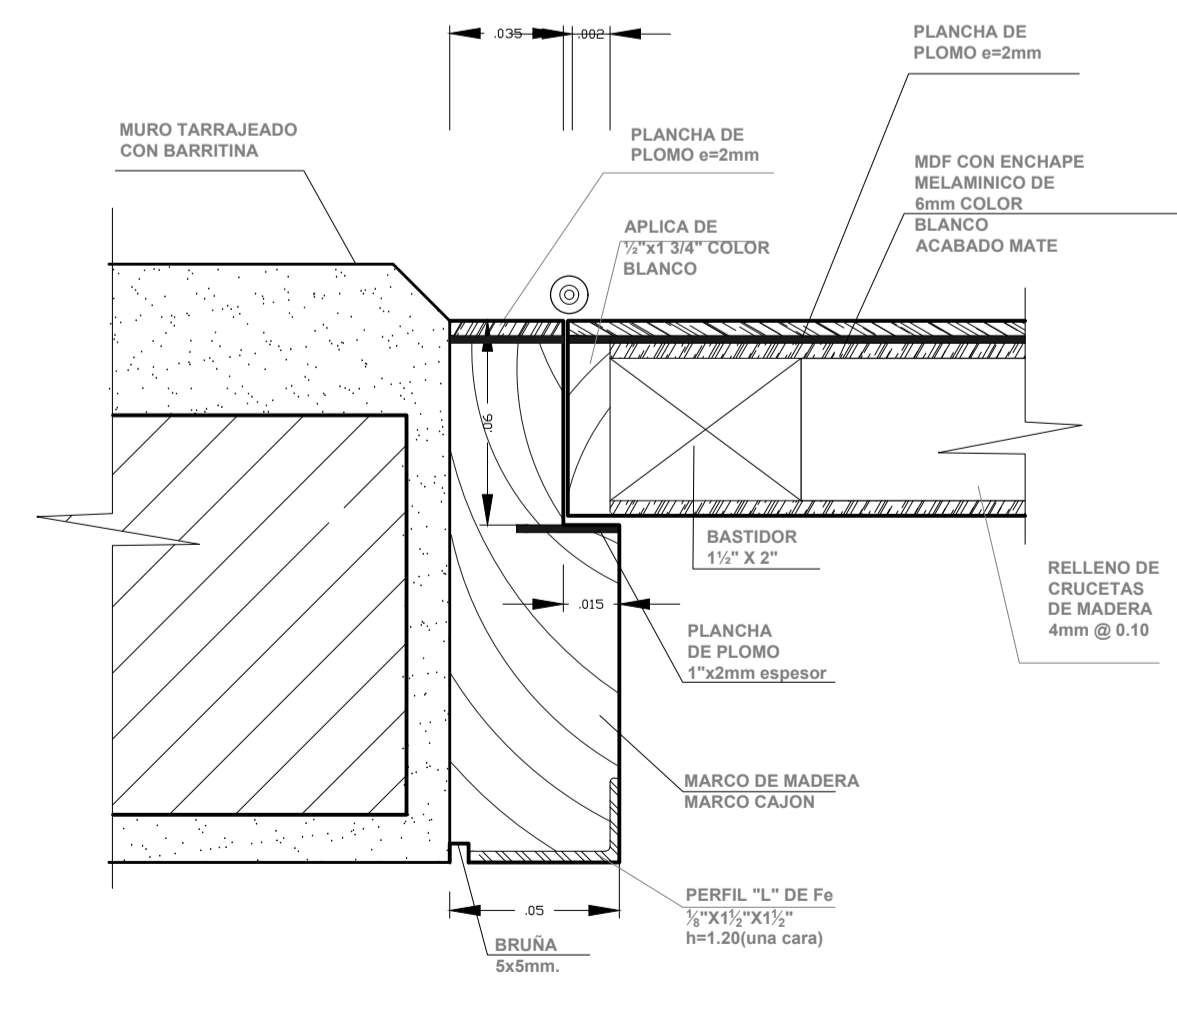 .035
.002
PLANCHA DE
PLOMO e=2mm
MURO TARRAJEADO
CON BARRITINA
PLANCHA DE
PLOMO e=2mm
MDF CON ENCHAPE
MELAMINICO DE
6mm COLOR
BLANCO
ACABADO MATE
APLICA DE
½"x1 3/4" COLOR
BLANCO
.06
BASTIDOR
1½" X 2"
RELLENO DE
CRUCETAS
DE MADERA
4mm @ 0.10
.015
PLANCHA
DE PLOMO
1"x2mm espesor
MARCO DE MADERA
MARCO CAJON
PERFIL "L" DE Fe
⅛"X1½"X1½"
h=1.20(una cara)
.05
BRUÑA
5x5mm.